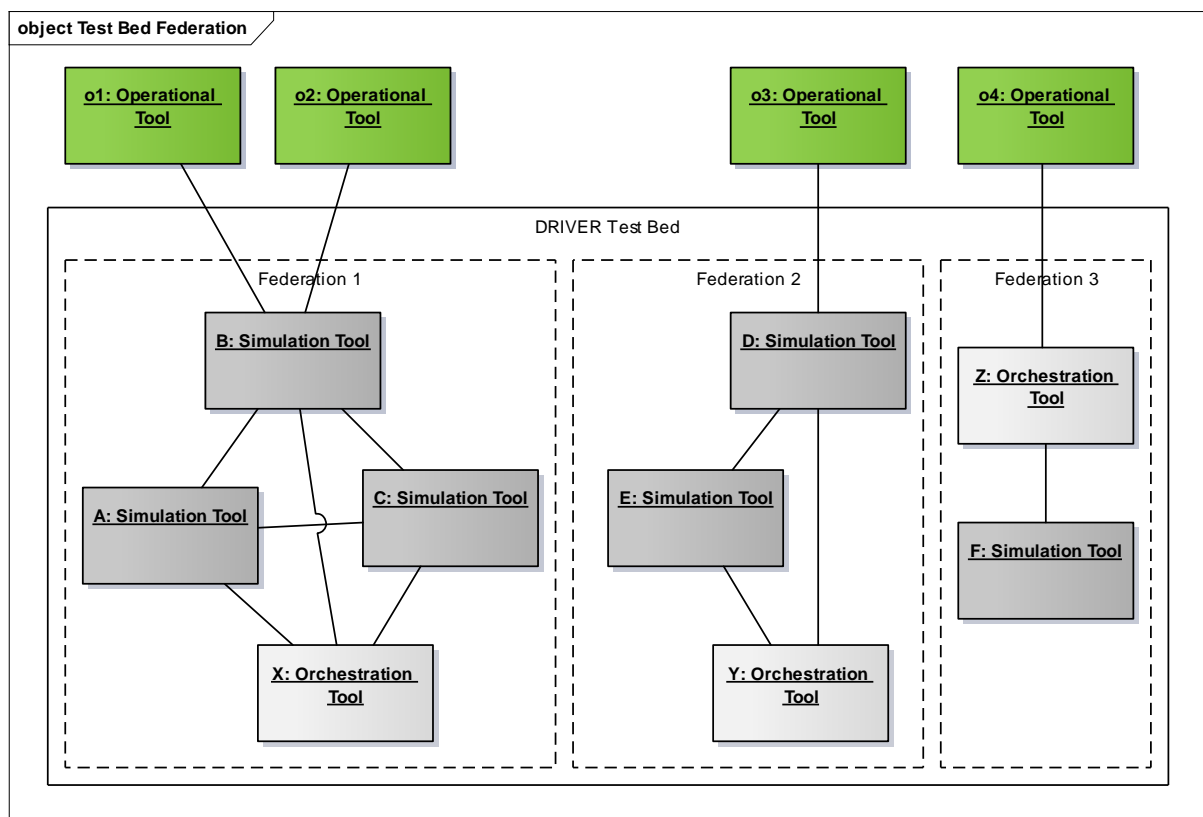 object Test Bed Federation
o1: Operational
Tool
o2: Operational
Tool
o3: Operational
Tool
o4: Operational
Tool
DRIVER Test Bed
Federation 1
Federation 2
Federation 3
B: Simulation Tool
D: Simulation Tool
Z: Orchestration
Tool
A: Simulation Tool
C: Simulation Tool
E: Simulation Tool
F: Simulation Tool
X: Orchestration
Tool
Y: Orchestration
Tool